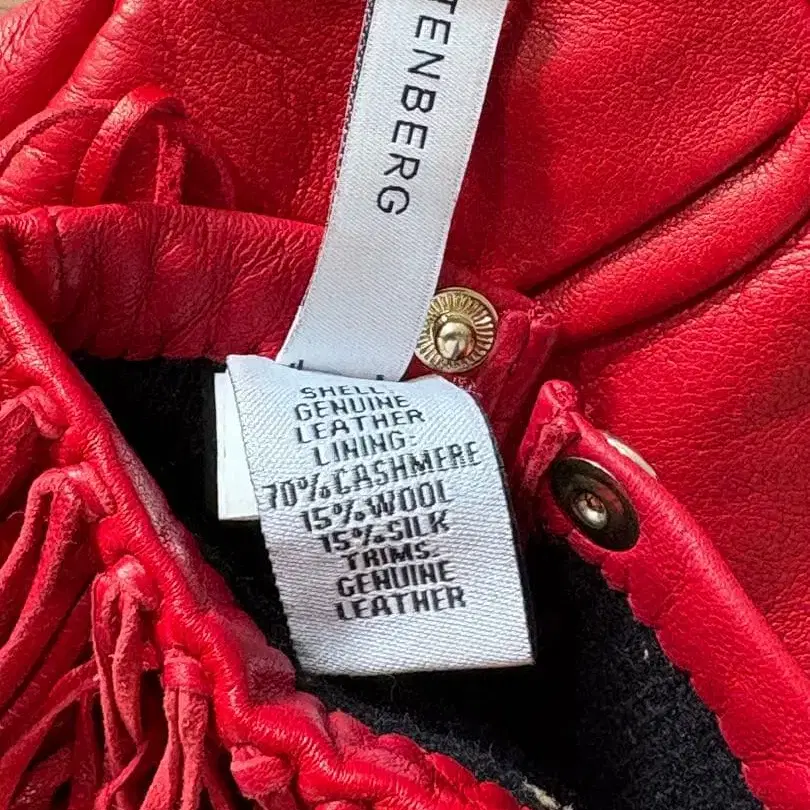 TENBERG
SHELL:
GENUINE
LEATHER
LINING:
70%CASHMERE
15%WOOL
15%SILK
TRIMS:
GENUINE
LEATHER